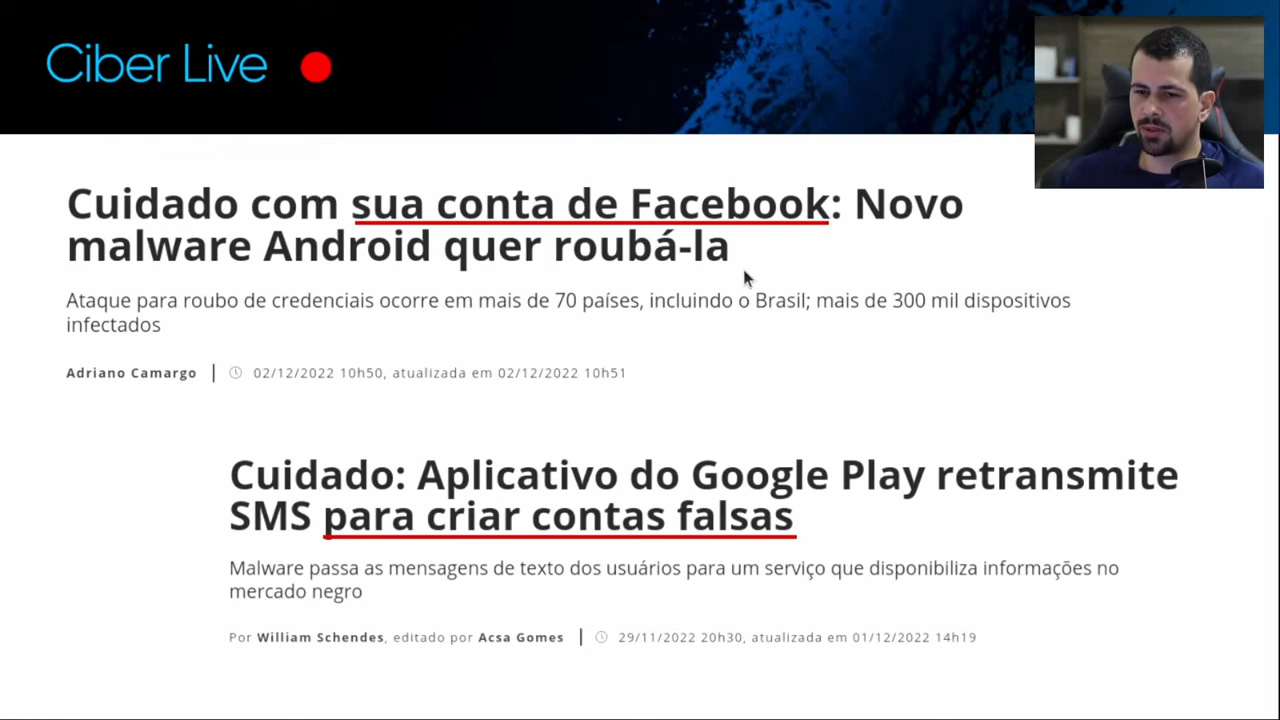 Ciber Live
Cuidado com sua conta de Facebook: Novo
malware Android quer roubá-la
Ataque para roubo de credenciais ocorre em mais de 70 países, incluindo o Brasil; mais de 300 mil dispositivos
infectados
Adriano Camargo | 02/12/2022 10h50, atualizada em 02/12/2022 10h51
Cuidado: Aplicativo do Google Play retransmite
SMS para criar contas falsas
Malware passa as mensagens de texto dos usuários para um serviço que disponibiliza informações no
mercado negro
Por William Schendes, editado por Acsa Gomes | 29/11/2022 20h30, atualizada em 01/12/2022 14h19